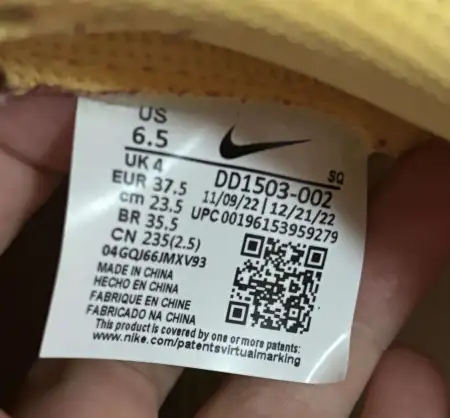 US
6.5
UK 4
EUR 37.5
cm 23.5
BR 35.5
CN 235(2.5)
04GQJ66JMXV93
SQ
DD1503-002
11/09/22 | 12/21/22
UPC 00196153959279
MADE IN CHINA
HECHO EN CHINA
FABRIQUE EN CHINE
FABRICADO NA CHINA
This product is covered by one or more patents:
www.nike.com/patentsvirtualmarking